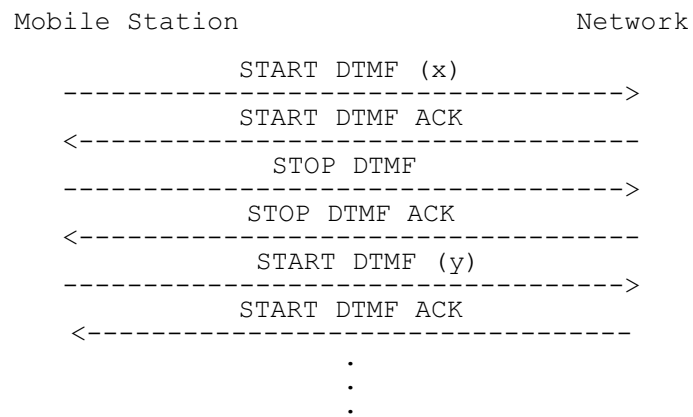 Mobile Station Network
START DTMF (x)
----------------------------------->
START DTMF ACK
<-----------------------------------
STOP DTMF
----------------------------------->
STOP DTMF ACK
<-----------------------------------
START DTMF (y)
----------------------------------->
START DTMF ACK
<----------------------------------
.
.
.